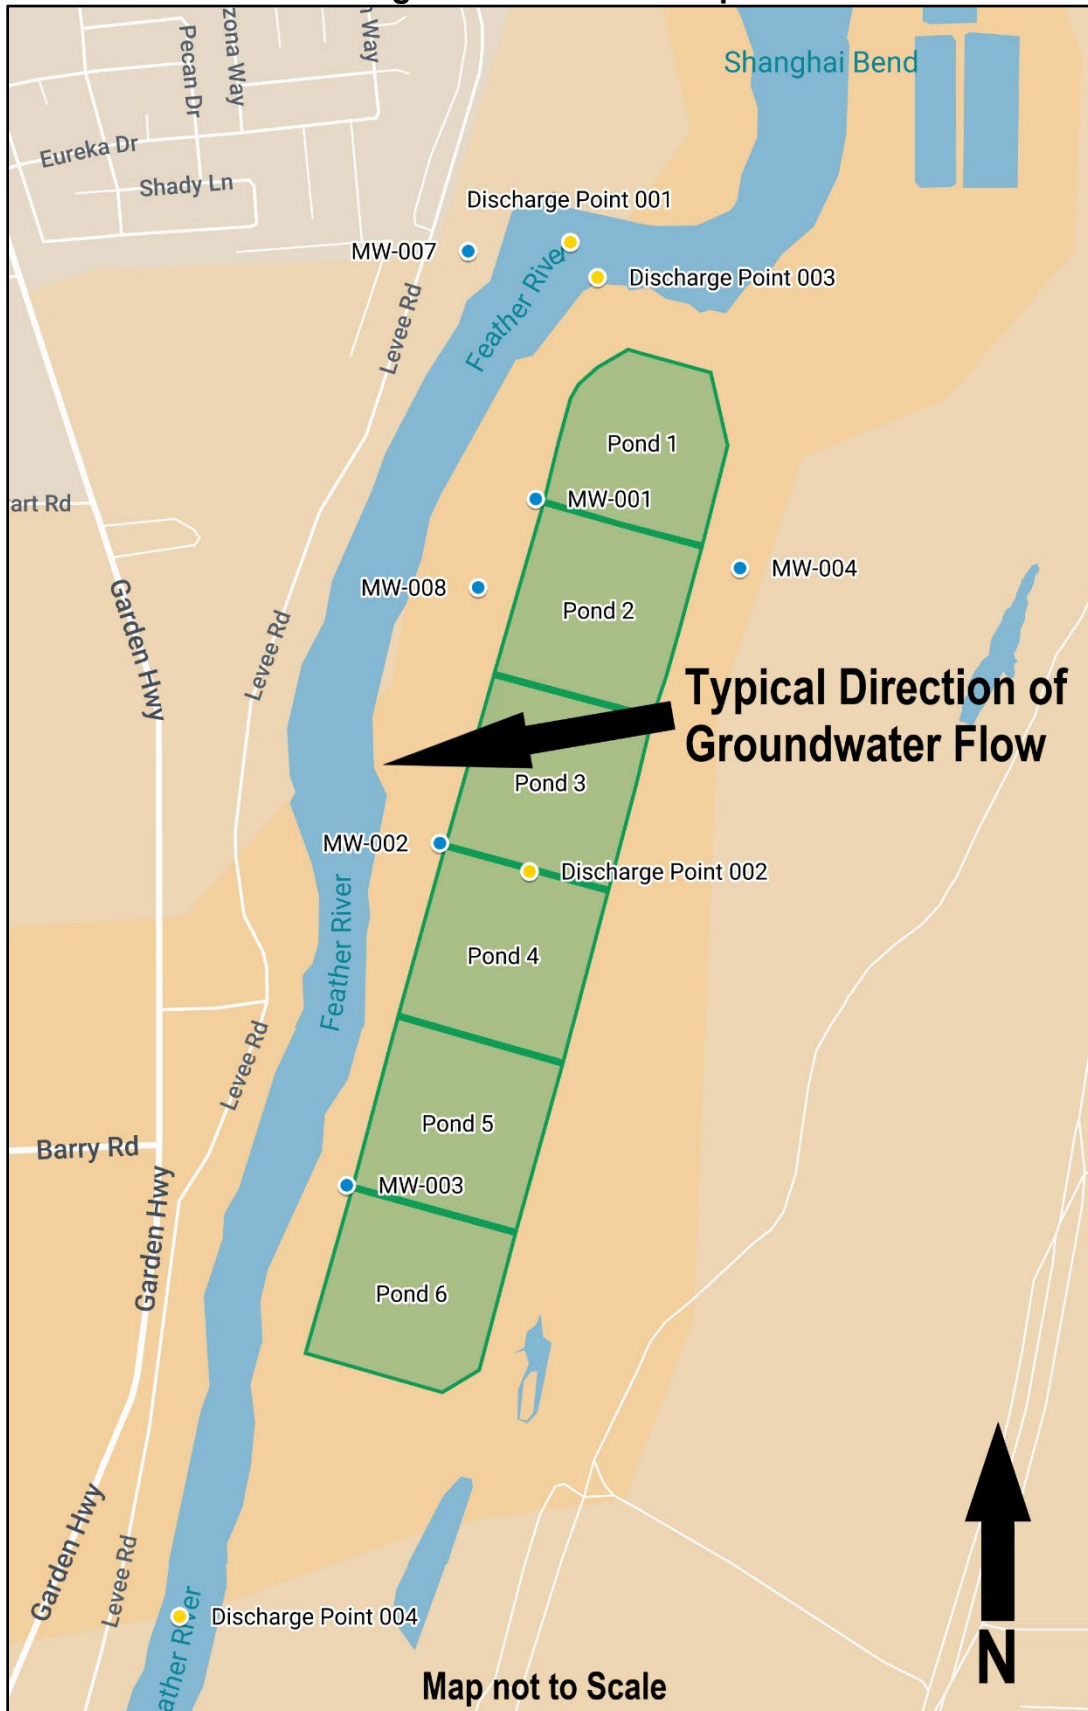 Pecan Dr
zona Way
n Way
Shanghai Bend
Eureka Dr
Shady Ln
Discharge Point 001
MW-007
Feather River
Discharge Point 003
Levee Rd
Pond 1
art Rd
MW-001
MW-004
MW-008
Garden Hwy
Pond 2
Levee Rd
Typical Direction of
Groundwater Flow
Pond 3
MW-002
Discharge Point 002
Feather River
Pond 4
Levee Rd
Pond 5
Barry Rd
MW-003
Garden Hwy
Pond 6
Garden Hwy
Levee Rd
Discharge Point 004
ather River
N
Map not to Scale